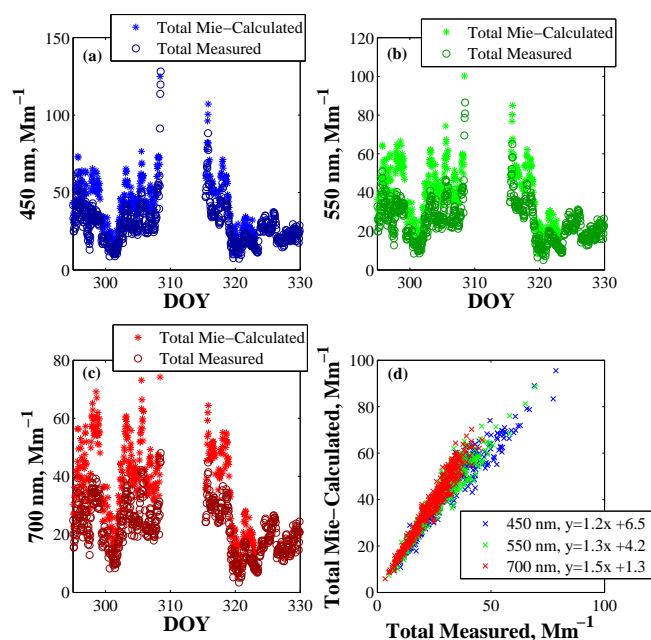 Total Mie−Calculated
Total Measured
(a)
150
100
50
0
450 nm, Mm−1
300 310 320 330
DOY
Total Mie−Calculated
Total Measured
(b)
120
100
80
60
40
20
0
550 nm, Mm−1
300 310 320 330
DOY
Total Mie−Calculated
Total Measured
(c)
80
60
40
20
0
700 nm, Mm−1
300 310 320 330
DOY
(d)
100
80
60
40
20
0
Total Mie−Calculated, Mm−1
450 nm, y=1.2x +6.5
550 nm, y=1.3x +4.2
700 nm, y=1.5x +1.3
0 50 100
Total Measured, Mm−1